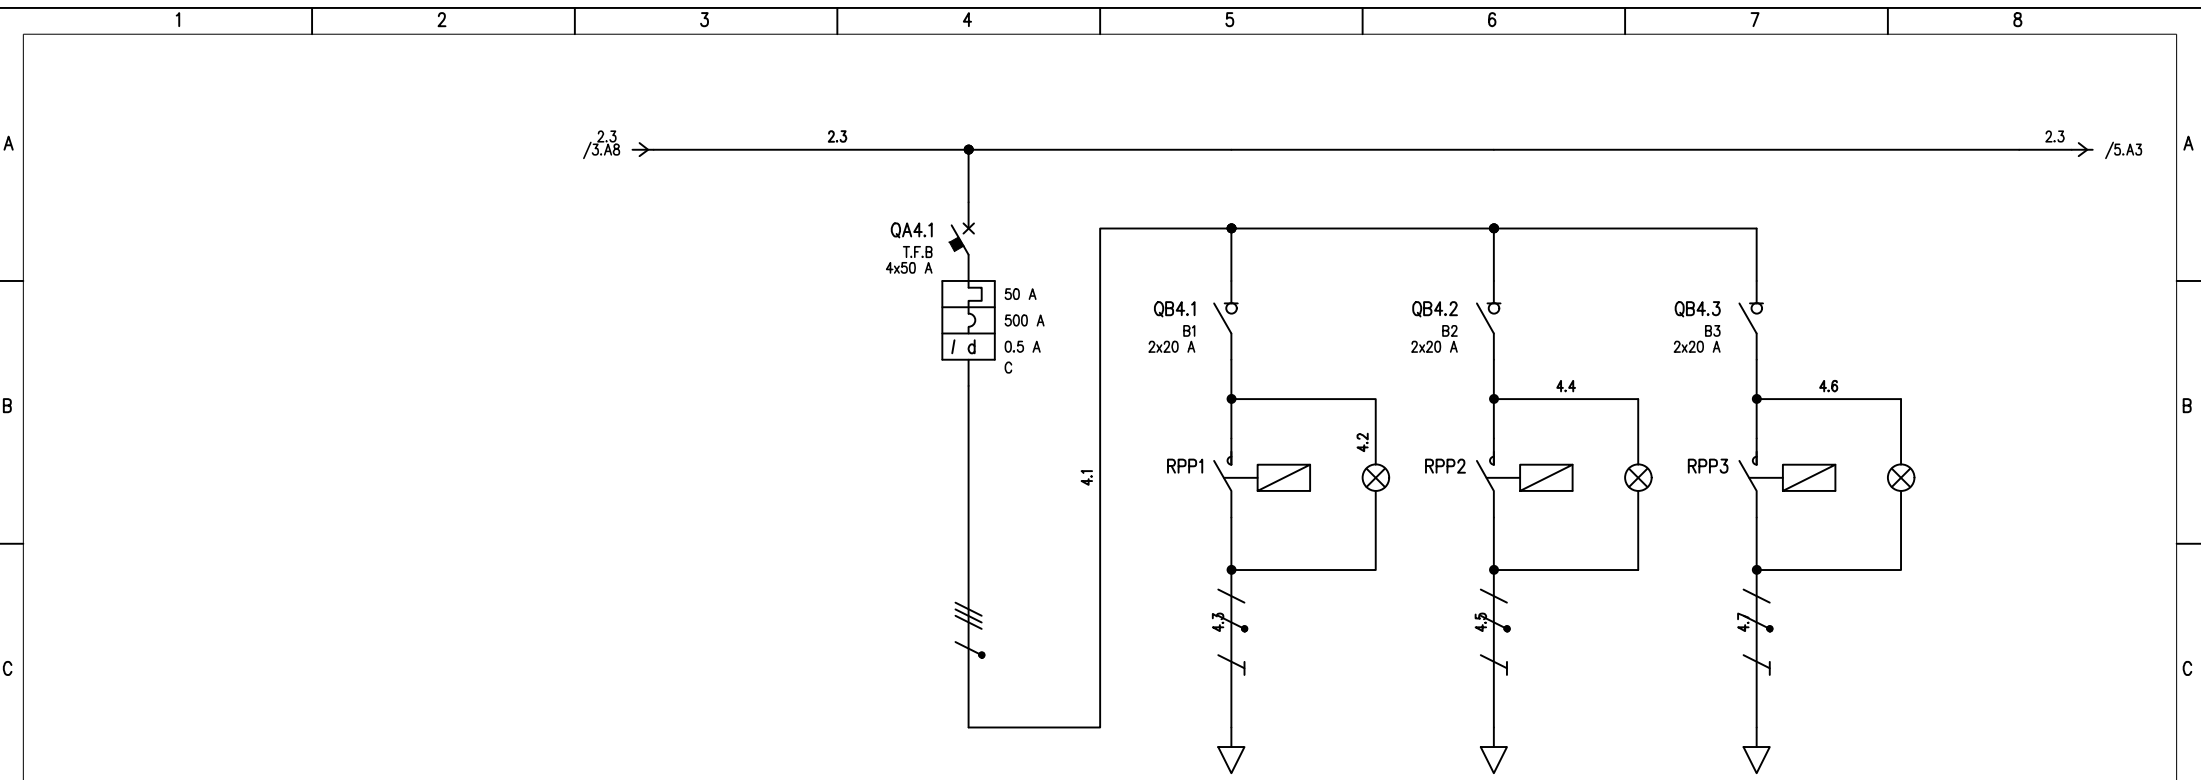 1 2 3 4 5 6 7 8
A A
2.3
/3.A8
2.3
2.3
/5.A3
QA4.1
T.F.B
4x50 A
50 A
500 A
I d 0.5 A
C
QB4.1
B1
2x20 A
QB4.2
B2
2x20 A
QB4.3
B3
2x20 A
B B
4.4
4.6
4.2
4.1
RPP1
RPP2
RPP3
4.3
4.5
4.7
C C